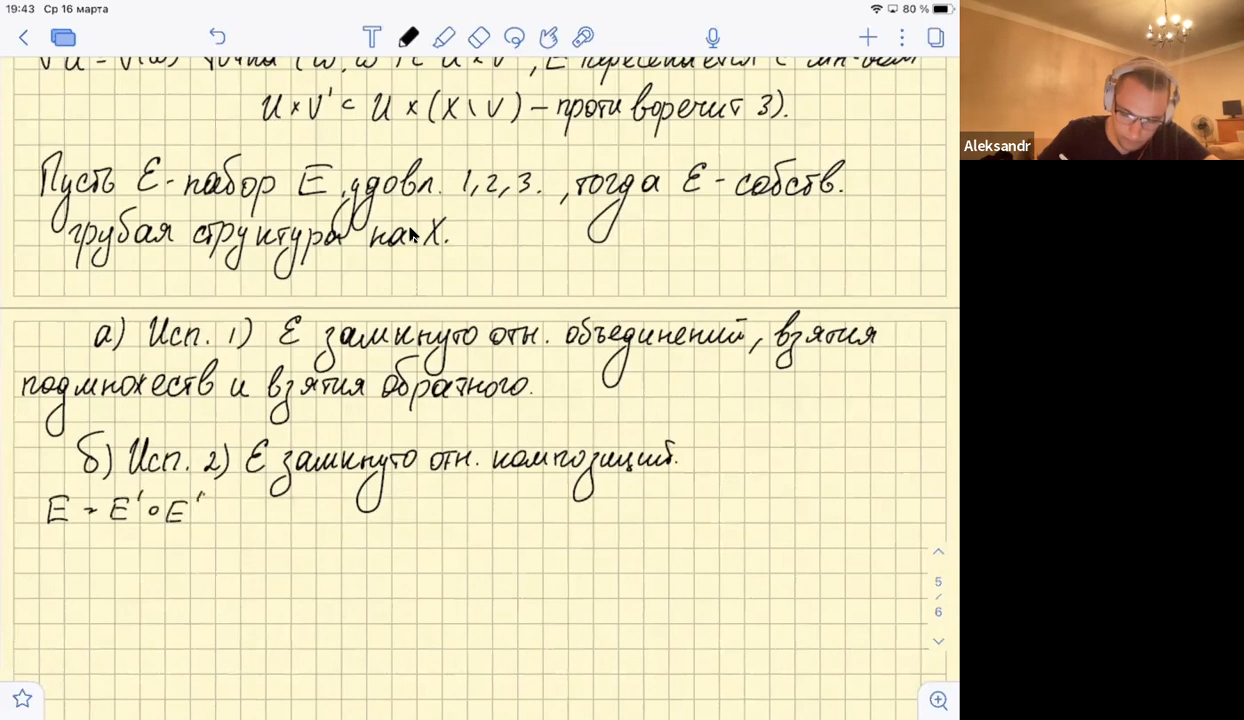 19:43 Ср 16 марта
80 %
U × V' ⊂ U × (X \ V) – противоречит 3).
Aleksandr
Пусть Ɛ - набор E, удовл. 1, 2, 3. , тогда Ɛ - собств.
грубая структура на X.
а) Исп. 1) Ɛ замкнуто отн. объединений, взятия
подмножеств и взятия обратного.
б) Исп. 2) Ɛ замкнуто отн. композиций.
E = E' ∘ E''
5
/
6